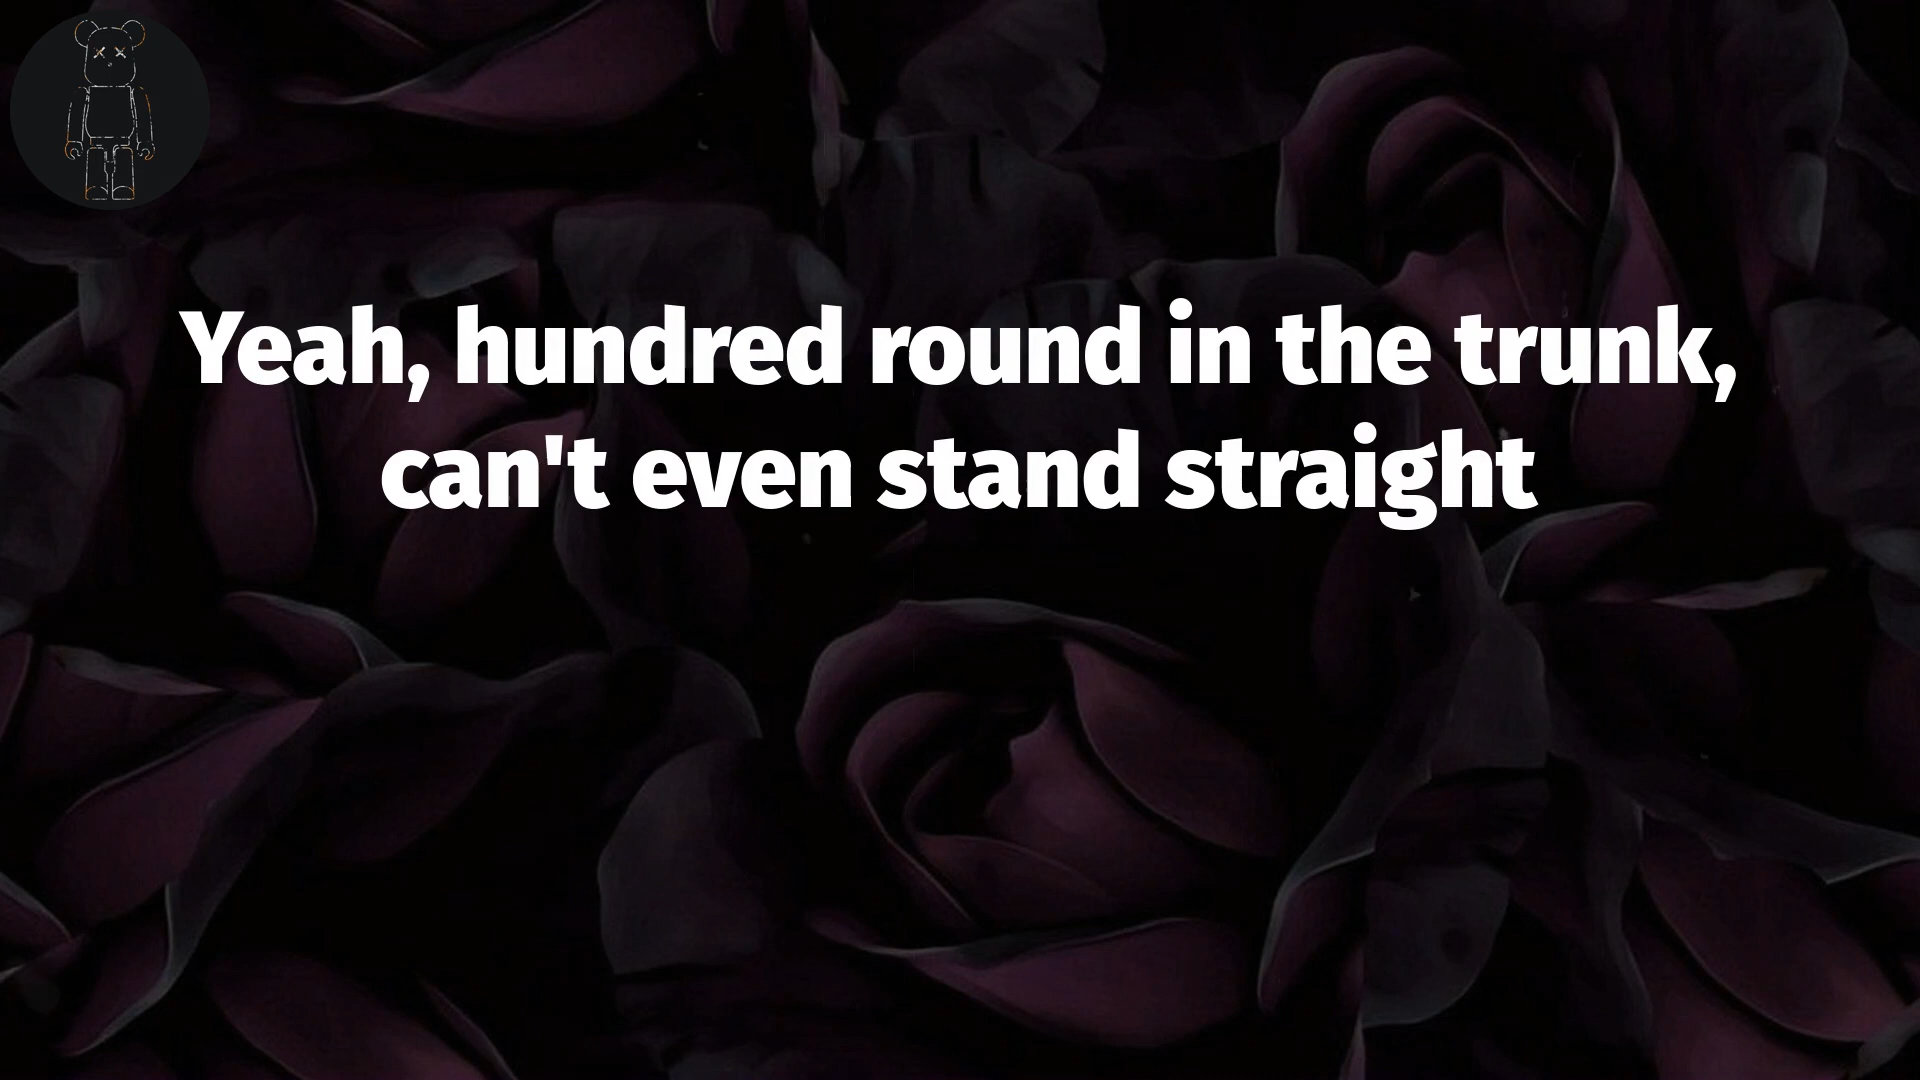 Yeah, hundred round in the trunk,
can't even stand straight